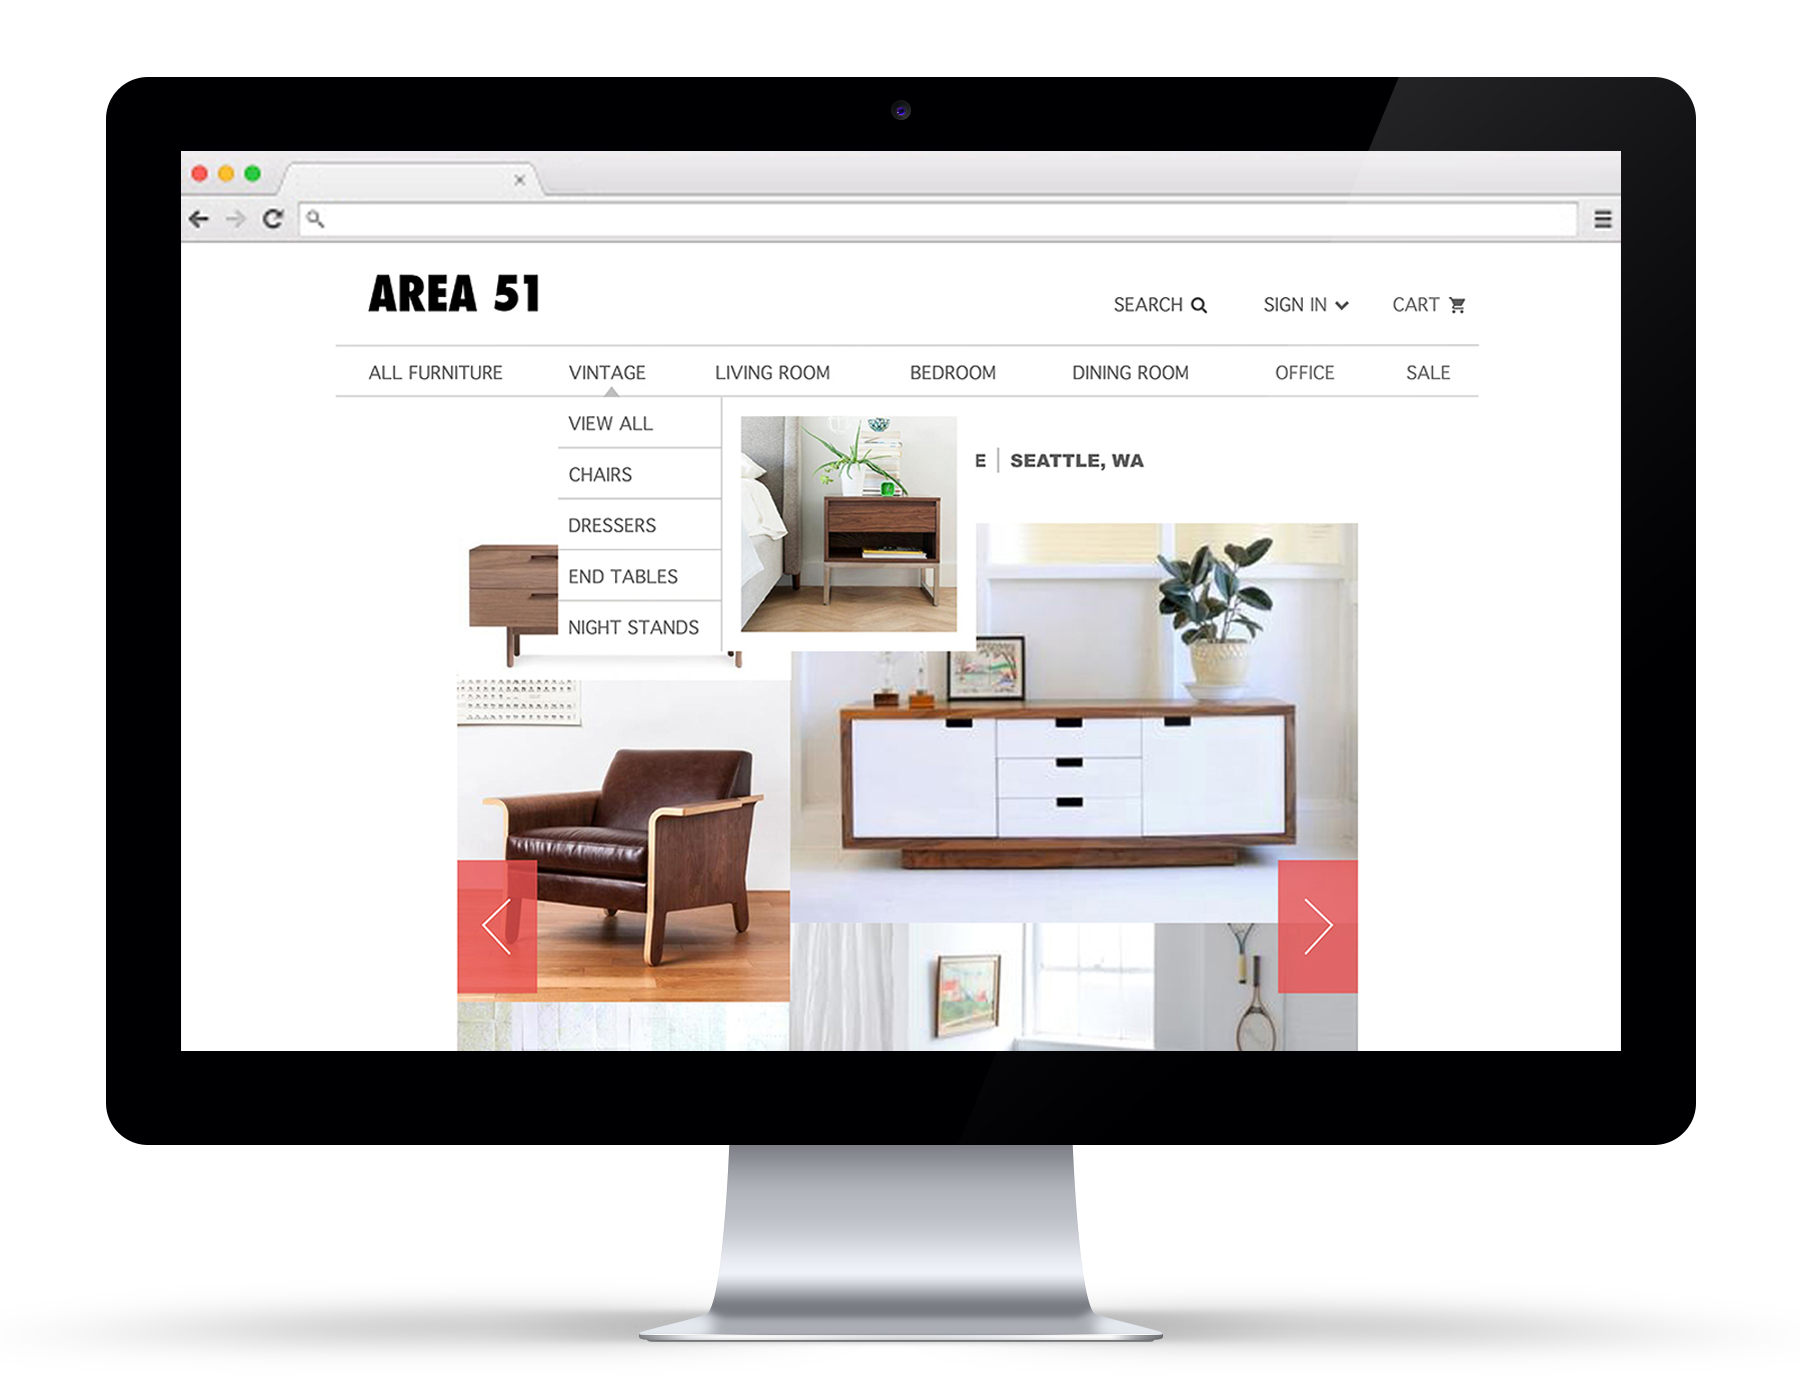 AREA 51
SEARCH
SIGN IN
CART
ALL FURNITURE
VINTAGE
LIVING ROOM
BEDROOM
DINING ROOM
OFFICE
SALE
VIEW ALL
CHAIRS
DRESSERS
END TABLES
NIGHT STANDS
E | SEATTLE, WA